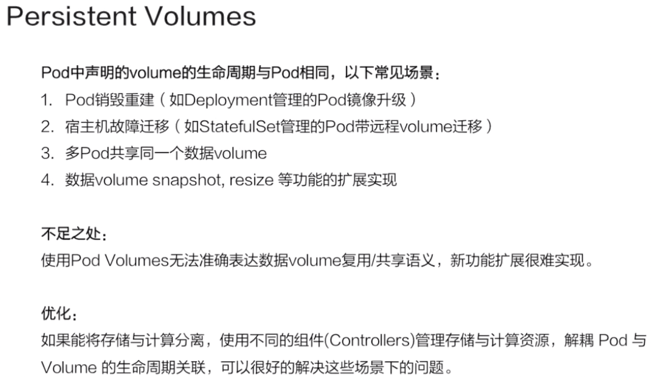 Persistent Volumes
Pod中声明的volume的生命周期与Pod相同，以下常见场景：
1. Pod销毁重建（如Deployment管理的Pod镜像升级）
2. 宿主机故障迁移（如StatefulSet管理的Pod带远程volume迁移）
3. 多Pod共享同一个数据volume
4. 数据volume snapshot, resize 等功能的扩展实现
不足之处：
使用Pod Volumes无法准确表达数据volume复用/共享语义，新功能扩展很难实现。
优化：
如果能将存储与计算分离，使用不同的组件(Controllers)管理存储与计算资源，解耦 Pod 与
Volume 的生命周期关联，可以很好的解决这些场景下的问题。